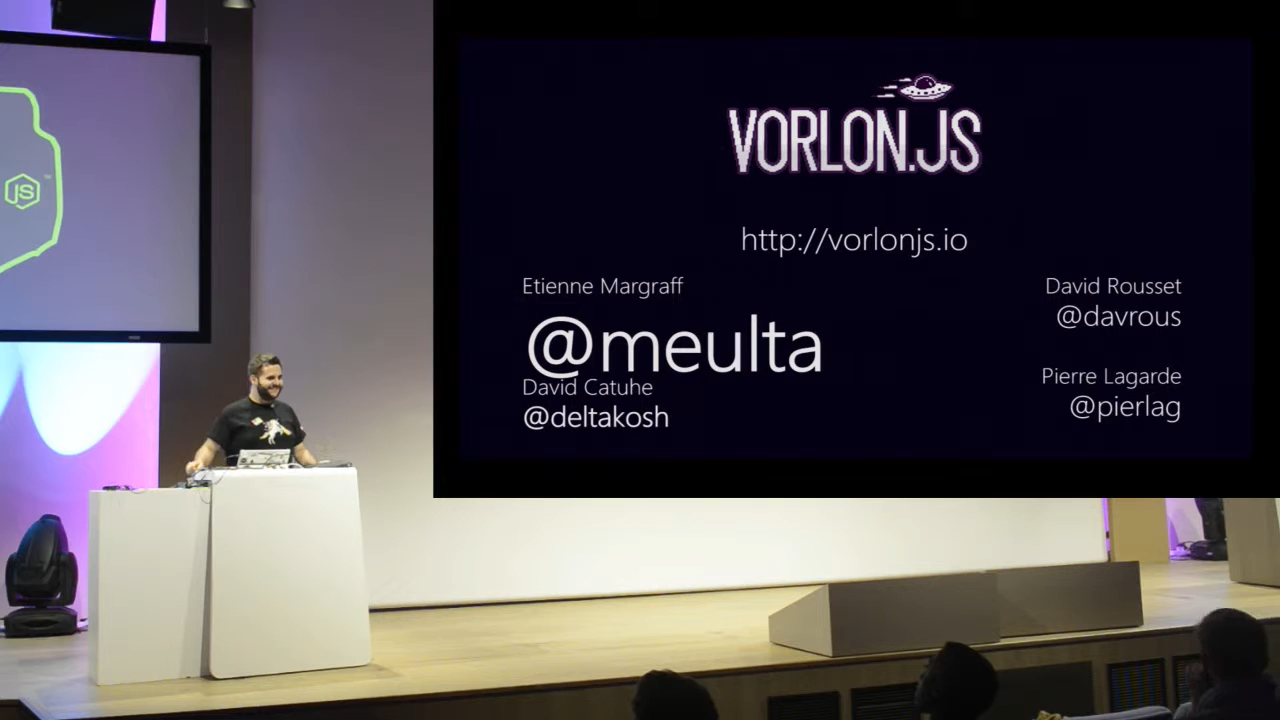 JS
VORLON.JS
http://vorlonjs.io
Etienne Margraff
@meulta
David Catuhe
@deltakosh
David Rousset
@davrous
Pierre Lagarde
@pierlag